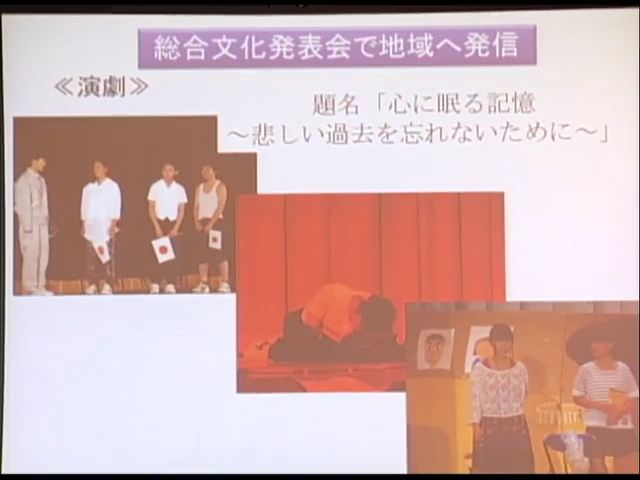 総合文化発表会で地域へ発信
≪演劇≫
題名「心に眠る記憶
～悲しい過去を忘れないために～」